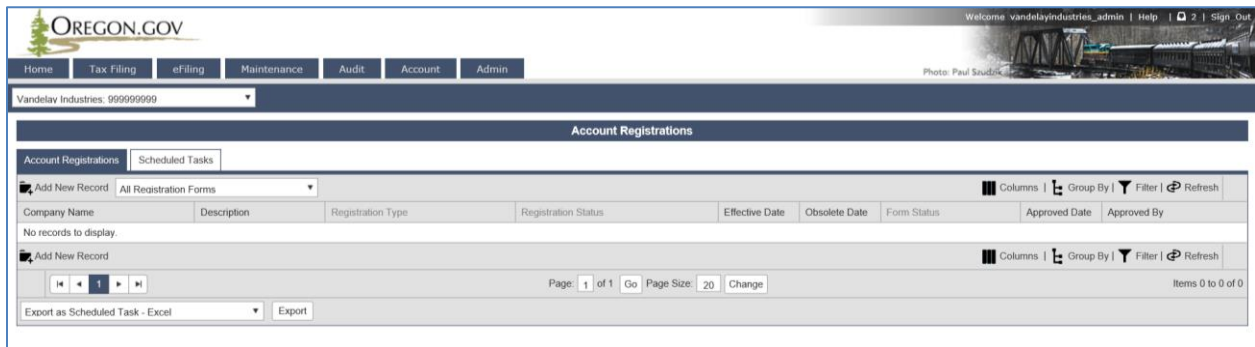 OREGON.GOV
Welcome vandelayindustries_admin | Help | 2 | Sign Out
Home Tax Filing eFiling Maintenance Audit Account Admin
Photo: Paul Szudzik
Vandelay Industries: 999999999
Account Registrations
Account Registrations Scheduled Tasks
Add New Record All Registration Forms Columns | Group By | Filter | Refresh
Company Name Description Registration Type Registration Status Effective Date Obsolete Date Form Status Approved Date Approved By
No records to display.
Add New Record Columns | Group By | Filter | Refresh
1 Page: 1 of 1 Go Page Size: 20 Change Items 0 to 0 of 0
Export as Scheduled Task - Excel Export